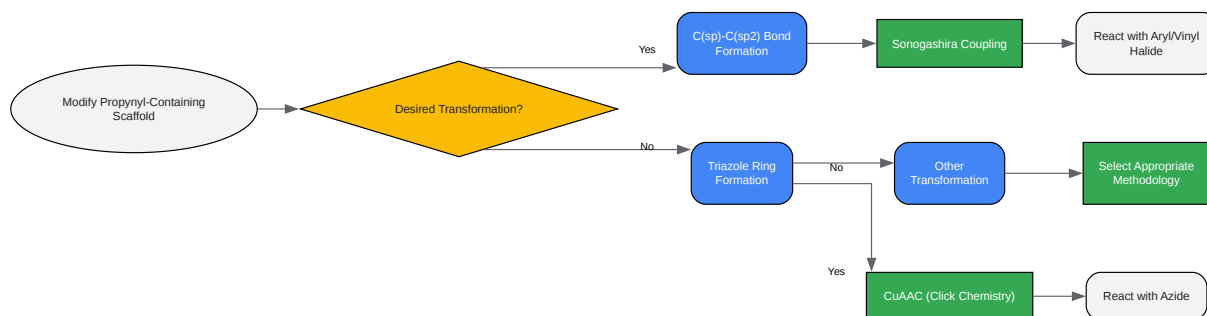 Modify Propynyl-Containing
Scaffold
Desired Transformation?
Yes
C(sp)-C(sp2) Bond
Formation
Sonogashira Coupling
React with Aryl/Vinyl
Halide
No
Triazole Ring
Formation
No
Other
Transformation
Select Appropriate
Methodology
Yes
CuAAC (Click Chemistry)
React with Azide